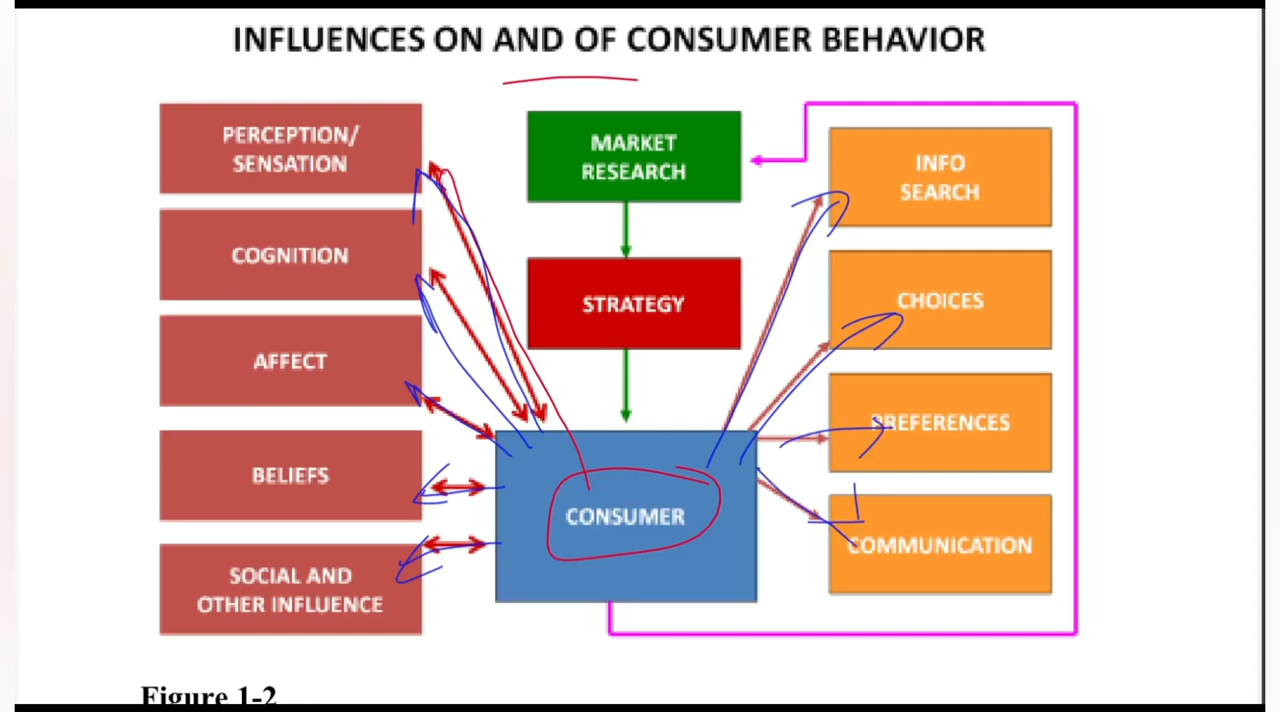 INFLUENCES ON AND OF CONSUMER BEHAVIOR
PERCEPTION/
SENSATION
COGNITION
AFFECT
BELIEFS
SOCIAL AND
OTHER INFLUENCE
MARKET
RESEARCH
STRATEGY
CONSUMER
INFO
SEARCH
CHOICES
PREFERENCES
COMMUNICATION
Figure 1-2